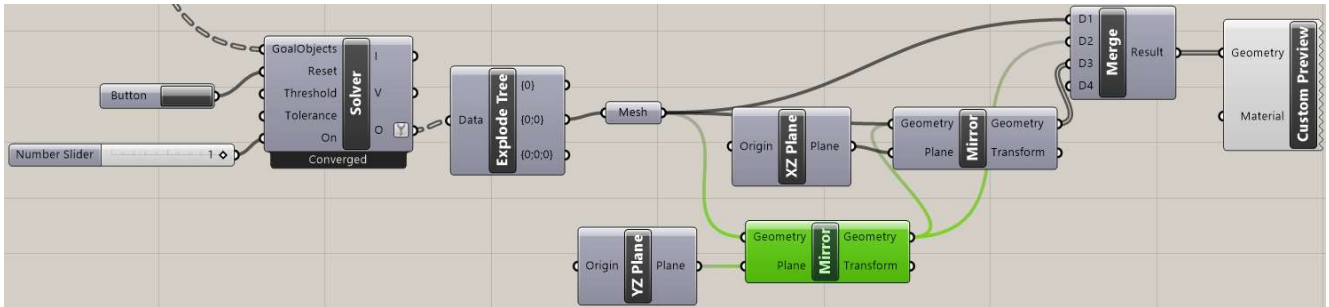 GoalObjects
Reset
Threshold
Tolerance
On
Solver
I
V
O
Converged
Button
Number Slider
1
Data
Explode Tree
{0}
{0;0}
{0;0;0}
Mesh
Origin
XZ Plane
Plane
Geometry
Plane
Mirror
Geometry
Transform
D1
D2
D3
D4
Merge
Result
Geometry
Material
Custom Preview
Origin
YZ Plane
Plane
Geometry
Plane
Mirror
Geometry
Transform